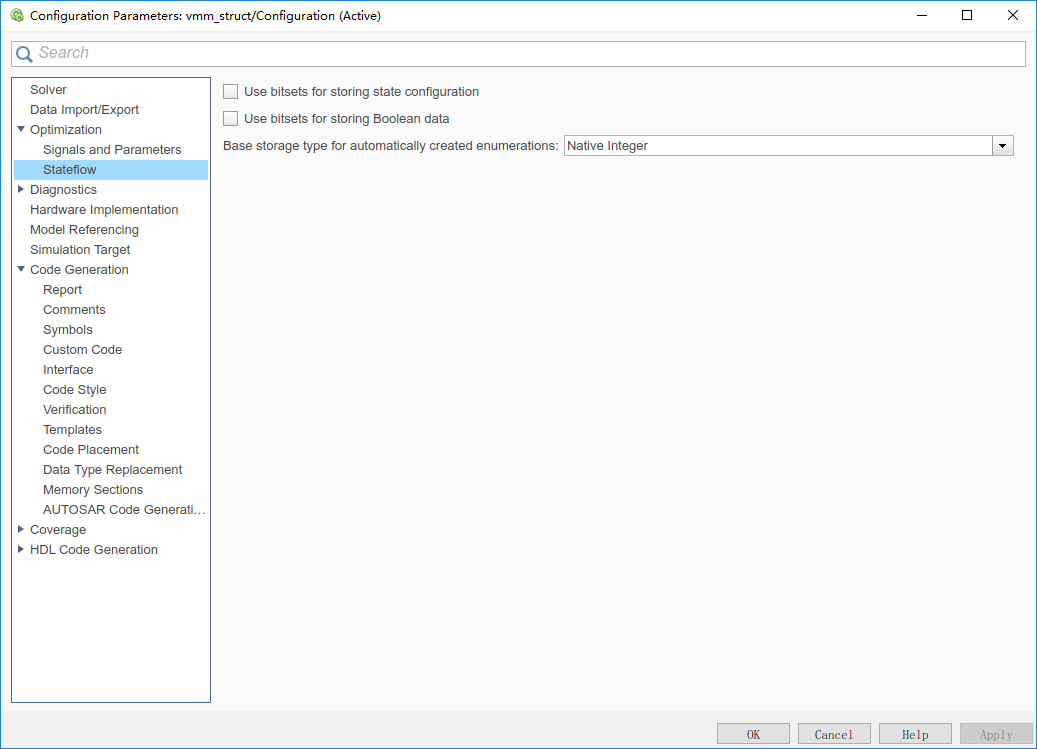 Configuration Parameters: vmm_struct/Configuration (Active)
Search
Solver
Data Import/Export
Optimization
Signals and Parameters
Stateflow
Diagnostics
Hardware Implementation
Model Referencing
Simulation Target
Code Generation
Report
Comments
Symbols
Custom Code
Interface
Code Style
Verification
Templates
Code Placement
Data Type Replacement
Memory Sections
AUTOSAR Code Generati...
Coverage
HDL Code Generation
Use bitsets for storing state configuration
Use bitsets for storing Boolean data
Base storage type for automatically created enumerations: Native Integer
OK Cancel Help Apply